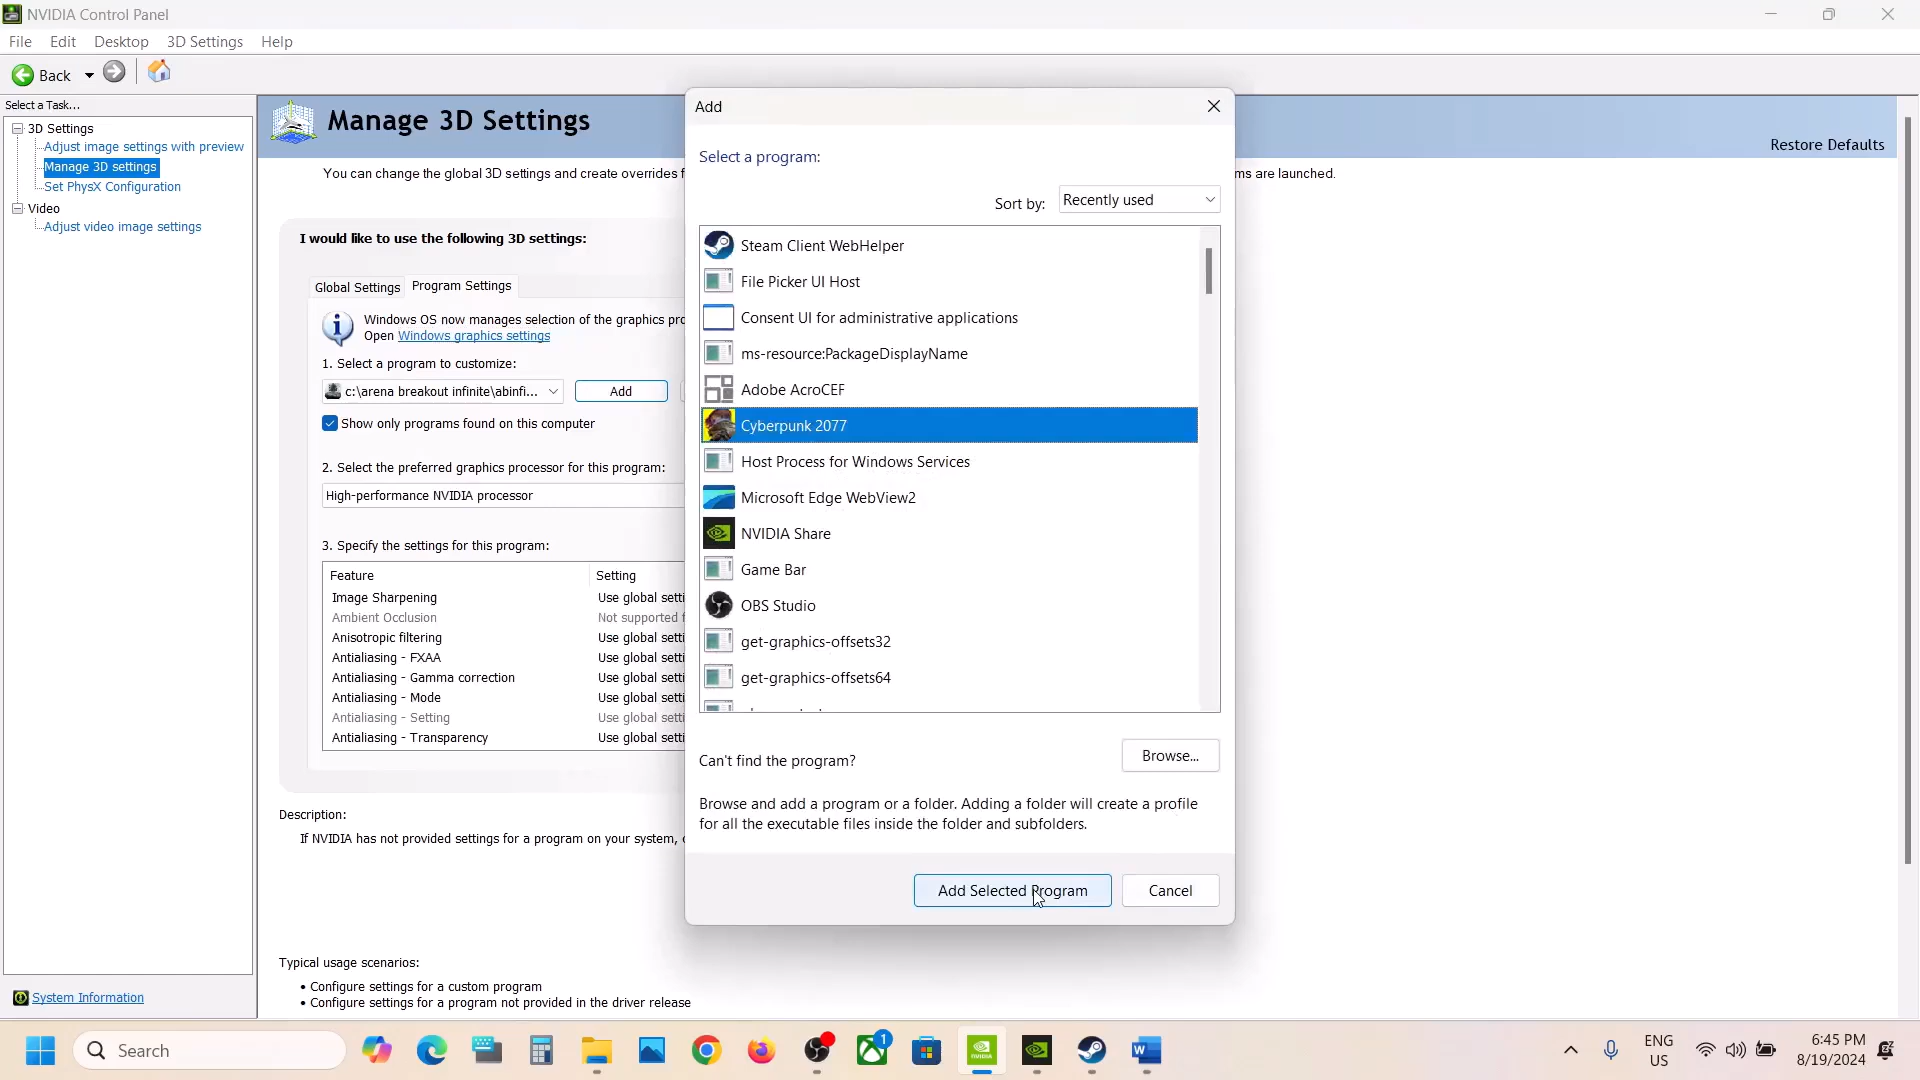 NVIDIA Control Panel
File Edit Desktop 3D Settings Help
Back
Select a Task...
3D Settings
Adjust image settings with preview
Manage 3D settings
Set PhysX Configuration
Video
Adjust video image settings
System Information
Manage 3D Settings
Restore Defaults
You can change the global 3D settings and create overrides f
ms are launched.
I would like to use the following 3D settings:
Global Settings Program Settings
Windows OS now manages selection of the graphics pro
Open Windows graphics settings
1. Select a program to customize:
c:\arena breakout infinite\abinfi... Add
Show only programs found on this computer
2. Select the preferred graphics processor for this program:
High-performance NVIDIA processor
3. Specify the settings for this program:
Feature Setting
Image Sharpening Use global setti
Ambient Occlusion Not supported f
Anisotropic filtering Use global setti
Antialiasing - FXAA Use global setti
Antialiasing - Gamma correction Use global setti
Antialiasing - Mode Use global setti
Antialiasing - Setting Use global setti
Antialiasing - Transparency Use global setti
Description:
If NVIDIA has not provided settings for a program on your system, c
Typical usage scenarios:
• Configure settings for a custom program
• Configure settings for a program not provided in the driver release
Add
Select a program:
Sort by: Recently used
Steam Client WebHelper
File Picker UI Host
Consent UI for administrative applications
ms-resource:PackageDisplayName
Adobe AcroCEF
Cyberpunk 2077
Host Process for Windows Services
Microsoft Edge WebView2
NVIDIA Share
Game Bar
OBS Studio
get-graphics-offsets32
get-graphics-offsets64
Can't find the program? Browse...
Browse and add a program or a folder. Adding a folder will create a profile
for all the executable files inside the folder and subfolders.
Add Selected Program Cancel
Search
1
ENG
US
6:45 PM
8/19/2024